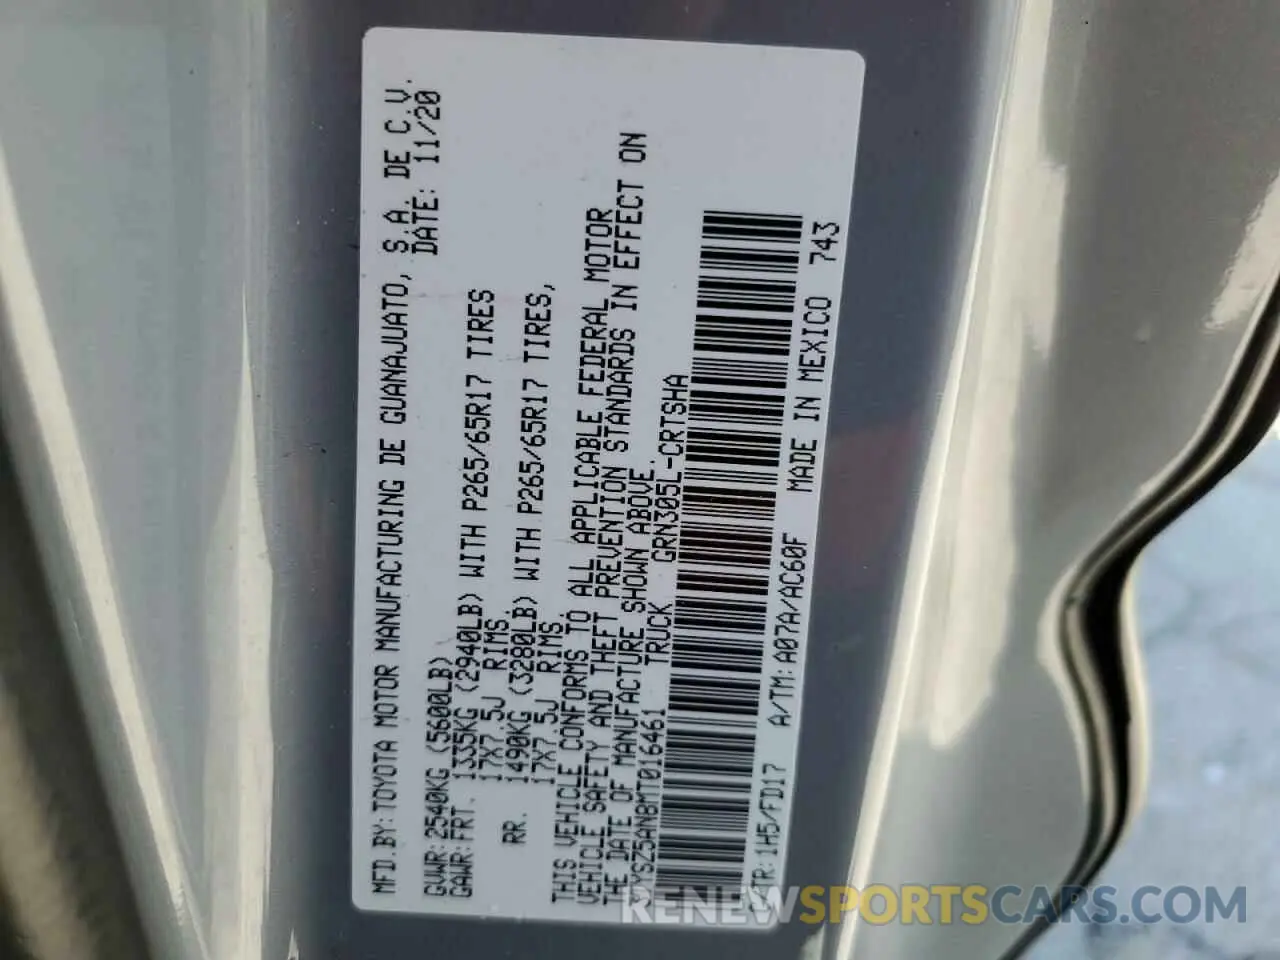 MFD.BY:TOYOTA MOTOR MANUFACTURING DE GUANAJUATO, S.A. DE C.V.
DATE: 11/20
GVWR:2540KG (5600LB)
GAWR:FRT. 1335KG (2940LB) WITH P265/65R17 TIRES
17X7.5J RIMS.
RR. 1490KG (3280LB) WITH P265/65R17 TIRES,
17X7.5J RIMS.
THIS VEHICLE CONFORMS TO ALL APPLICABLE FEDERAL MOTOR
VEHICLE SAFETY AND THEFT PREVENTION STANDARDS IN EFFECT ON
THE DATE OF MANUFACTURE SHOWN ABOVE.
TRUCK GRN305L-CRTSHA
C/TR:1H5/FD17 A/TM:A07A/AC60F MADE IN MEXICO 743
RENEWSPORTSCARS.COM